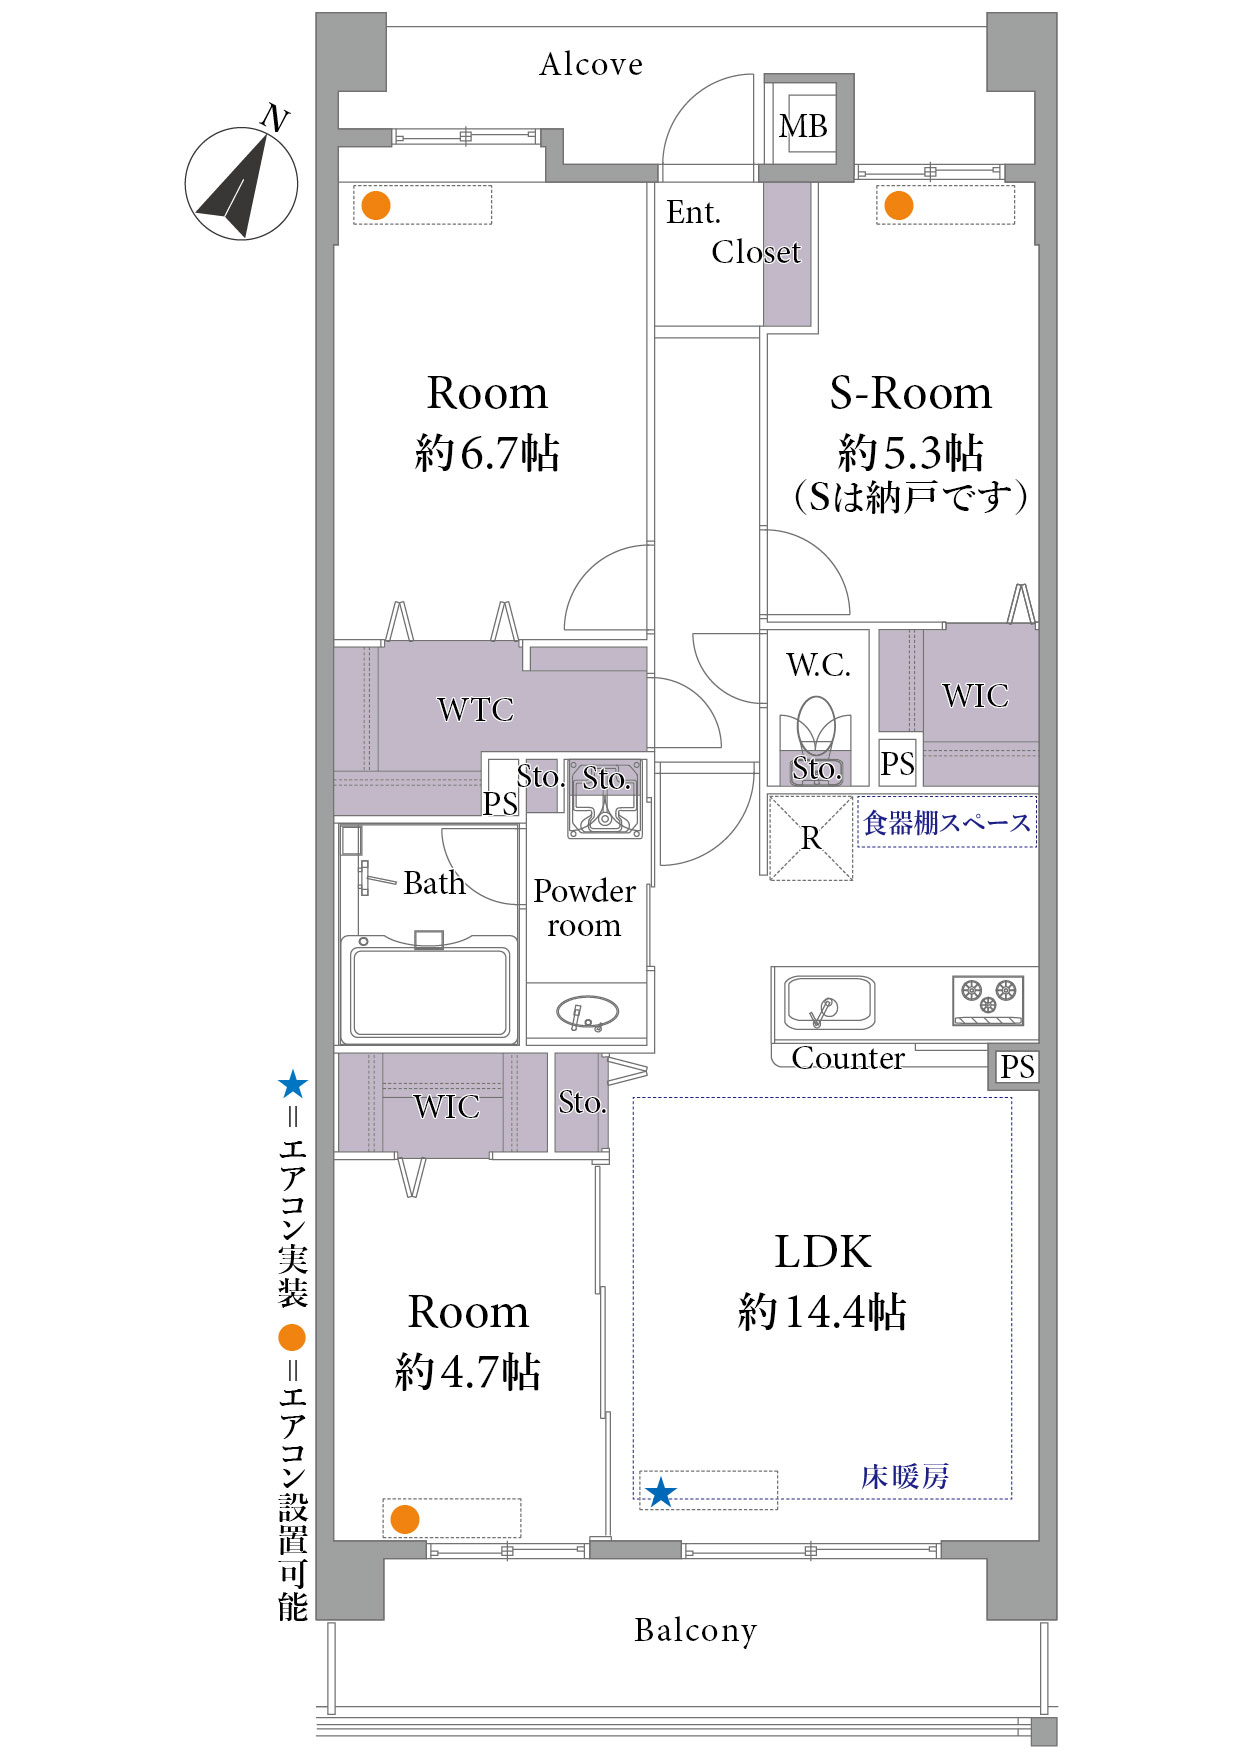 Alcove
N
MB
Ent.
Closet
Room
約6.7帖
S-Room
約5.3帖
（Sは納戸です）
W.C.
WIC
WTC
Sto.
PS
Sto.
Sto.
PS
R
食器棚スペース
Bath
Powder
room
Counter
PS
WIC
Sto.
LDK
約14.4帖
Room
約4.7帖
床暖房
★=エアコン実装 ●=エアコン設置可能
Balcony